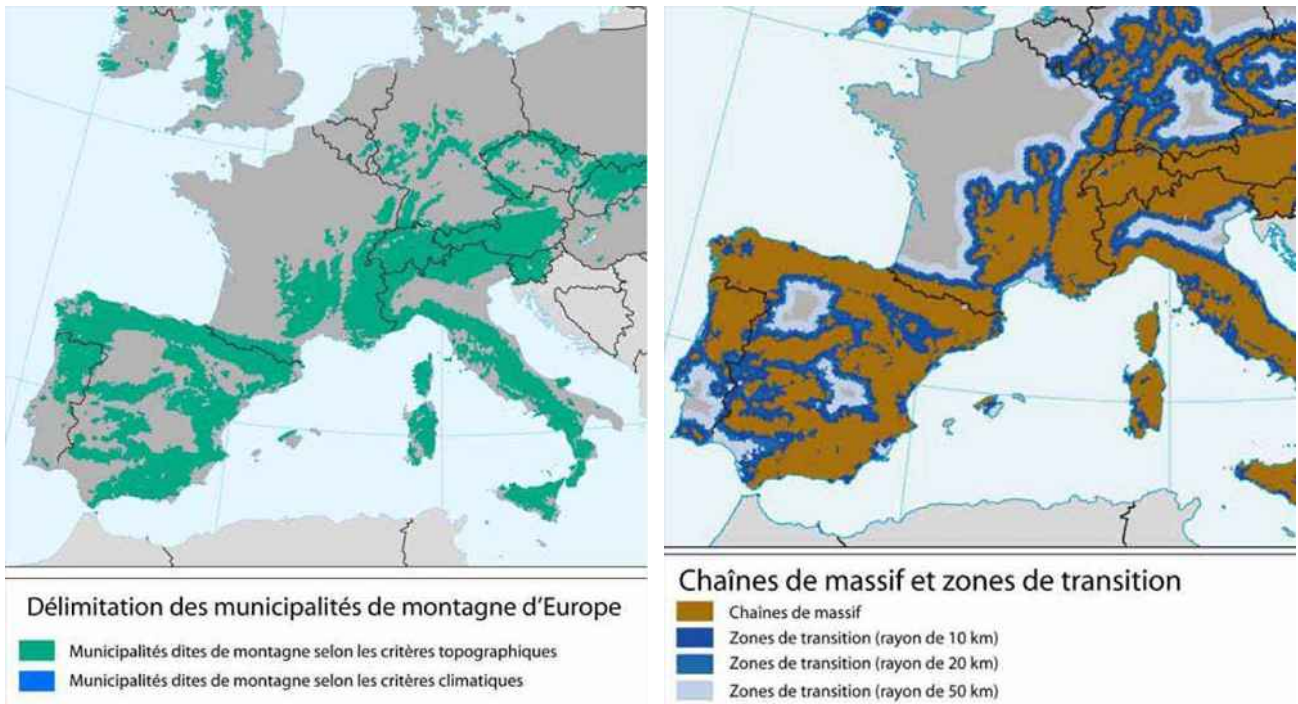 Délimitation des municipalités de montagne d'Europe
Municipalités dites de montagne selon les critères topographiques
Municipalités dites de montagne selon les critères climatiques
Chaînes de massif et zones de transition
Chaînes de massif
Zones de transition (rayon de 10 km)
Zones de transition (rayon de 20 km)
Zones de transition (rayon de 50 km)